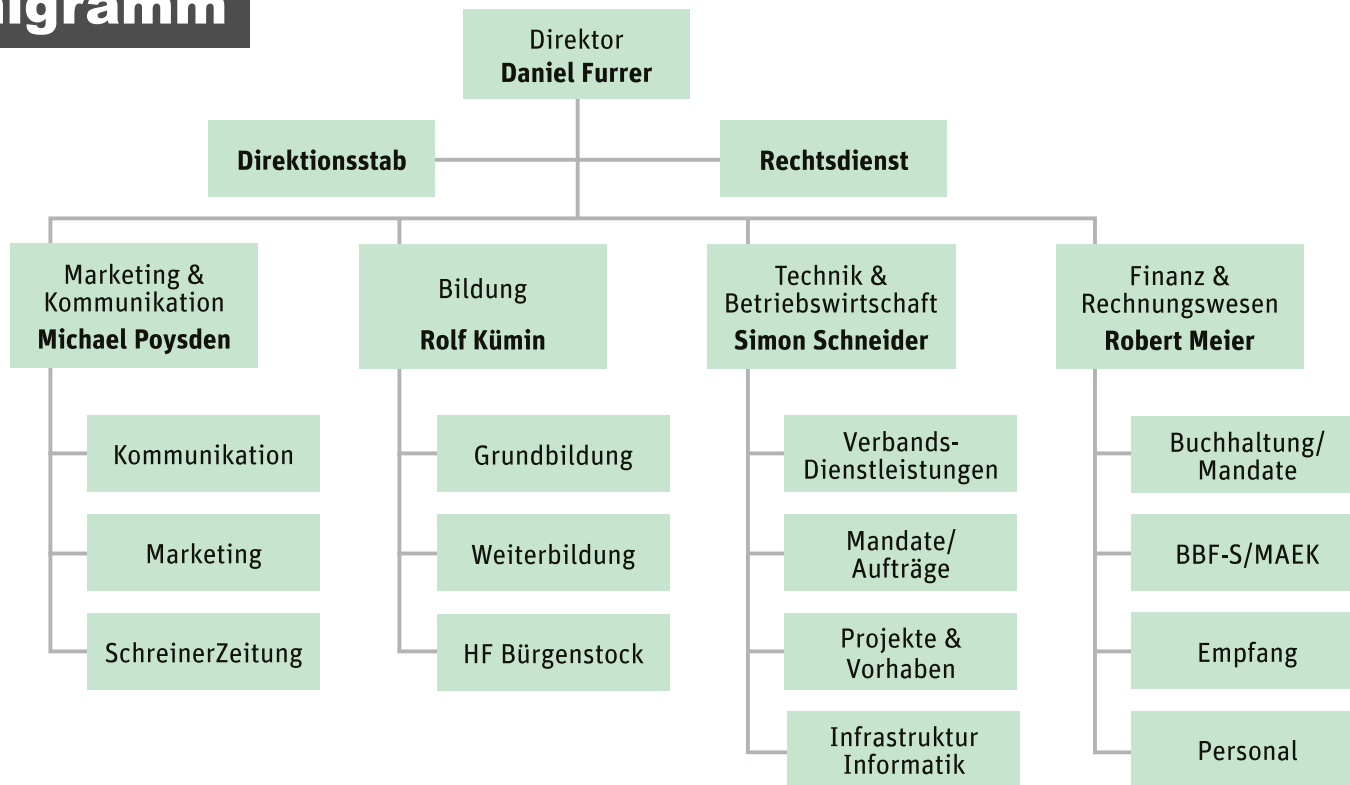 Direktor
Daniel Furrer
Direktionsstab
Rechtsdienst
Marketing &
Kommunikation
Michael Poysden
Bildung
Rolf Kümin
Technik &
Betriebswirtschaft
Simon Schneider
Finanz &
Rechnungswesen
Robert Meier
Kommunikation
Marketing
SchreinerZeitung
Grundbildung
Weiterbildung
HF Bürgenstock
Verbands-
Dienstleistungen
Mandate/
Aufträge
Projekte &
Vorhaben
Infrastruktur
Informatik
Buchhaltung/
Mandate
BBF-S/MAEK
Empfang
Personal